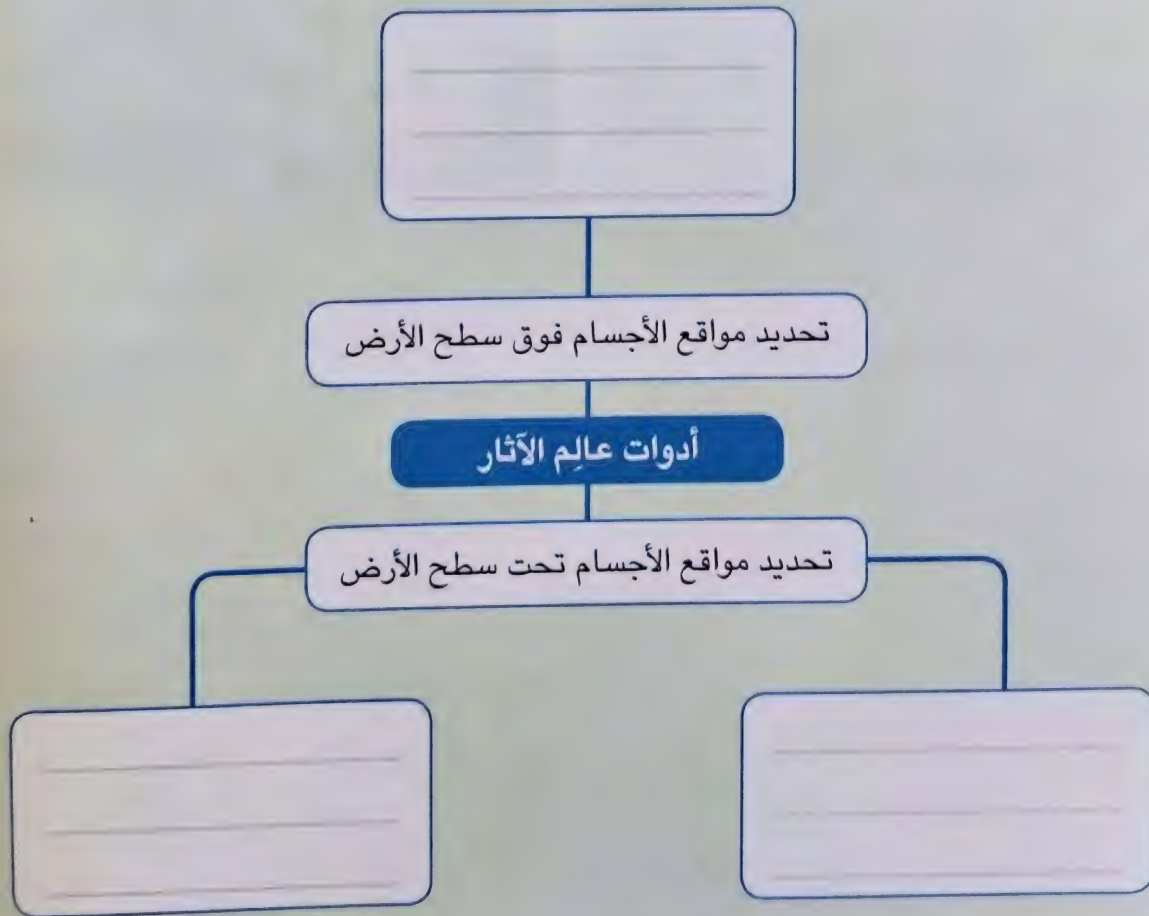 تحديد مواقع الأجسام فوق سطح الأرض
أدوات عالِم الآثار
تحديد مواقع الأجسام تحت سطح الأرض